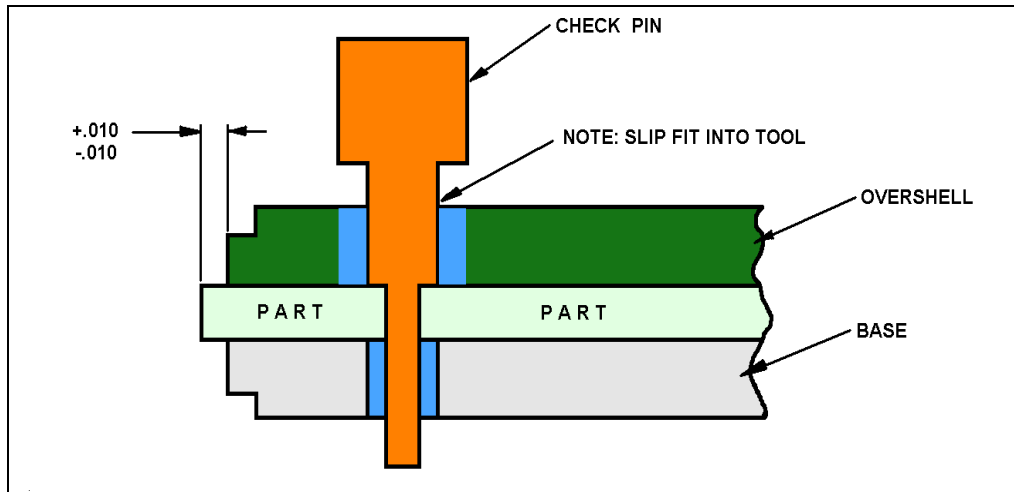 CHECK PIN
+.010
-.010
NOTE: SLIP FIT INTO TOOL
OVERSHELL
PART
PART
BASE